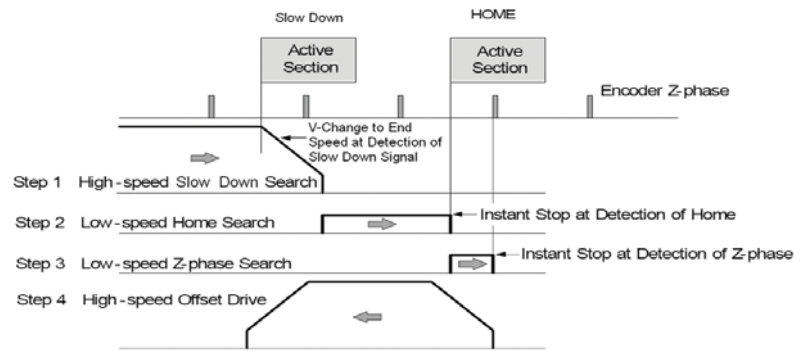 Slow Down
HOME
Active
Section
Active
Section
Encoder Z-phase
V-Change to End
Speed at Detection of
Slow Down Signal
Step 1 High-speed Slow Down Search
Step 2 Low-speed Home Search
Instant Stop at Detection of Home
Step 3 Low-speed Z-phase Search
Instant Stop at Detection of Z-phase
Step 4 High-speed Offset Drive